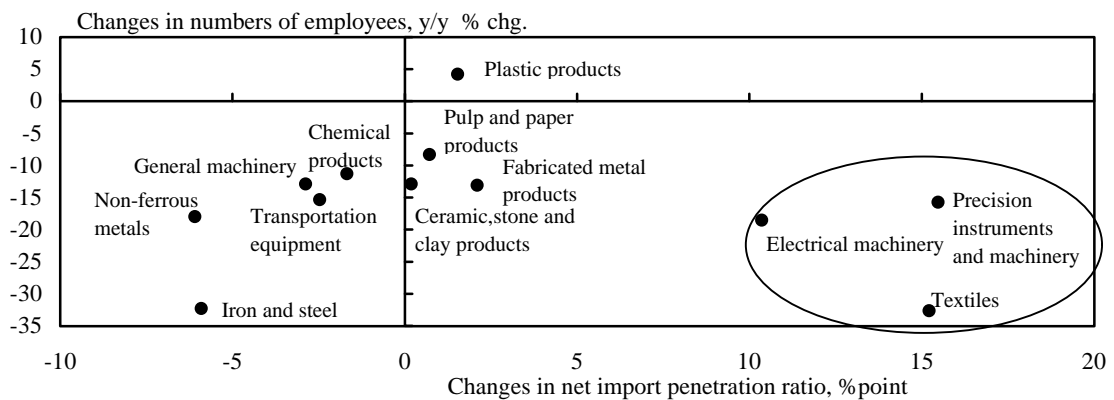 Changes in numbers of employees, y/y % chg.
10
5
0
-5
-10
-15
-20
-25
-30
-35
Plastic products
Pulp and paper
products
Chemical
products
General machinery
Fabricated metal
products
Non-ferrous
metals
Transportation
equipment
Ceramic,stone and
clay products
Precision
instruments
and machinery
Electrical machinery
Textiles
Iron and steel
-10 -5 0 5 10 15 20
Changes in net import penetration ratio, %point